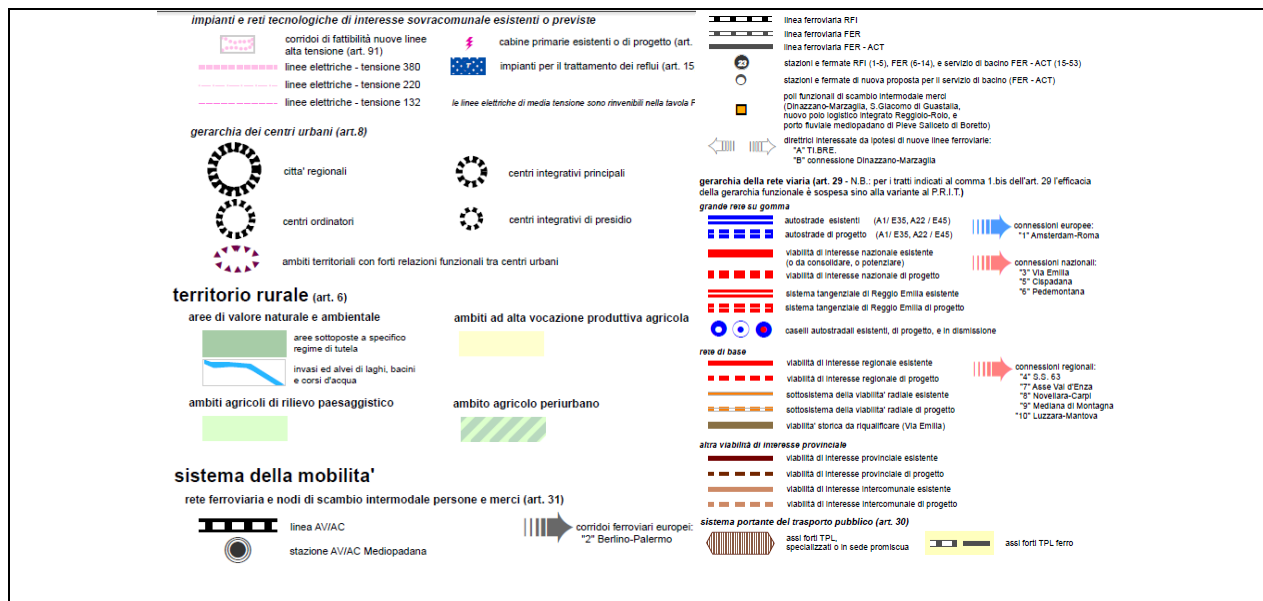 impianti e reti tecnologiche di interesse sovracomunale esistenti o previste
corridoi di fattibilità nuove linee
alta tensione (art. 91)
linee elettriche - tensione 380
linee elettriche - tensione 220
linee elettriche - tensione 132
cabine primarie esistenti o di progetto (art.
impianti per il trattamento dei reflui (art. 15
le linee elettriche di media tensione sono rinvenibili nella tavola P
gerarchia dei centri urbani (art.8)
citta' regionali
centri integrativi principali
centri ordinatori
centri integrativi di presidio
ambiti territoriali con forti relazioni funzionali tra centri urbani
territorio rurale (art. 6)
aree di valore naturale e ambientale
aree sottoposte a specifico
regime di tutela
invasi ed alvei di laghi, bacini
e corsi d'acqua
ambiti ad alta vocazione produttiva agricola
ambiti agricoli di rilievo paesaggistico
ambito agricolo periurbano
sistema della mobilita'
rete ferroviaria e nodi di scambio intermodale persone e merci (art. 31)
linea AV/AC
stazione AV/AC Mediopadana
corridoi ferroviari europei:
"2" Berlino-Palermo
linea ferroviaria RFI
linea ferroviaria FER
linea ferroviaria FER - ACT
23
stazioni e fermate RFI (1-5), FER (6-14), e servizio di bacino FER - ACT (15-53)
stazioni e fermate di nuova proposta per il servizio di bacino (FER - ACT)
poli funzionali di scambio intermodale merci
(Dinazzano-Marzaglia, S.Giacomo di Guastalla,
nuovo polo logistico integrato Reggiolo-Rolo, e
porto fluviale mediopadano di Pieve Saliceto di Boretto)
direttrici interessate da ipotesi di nuove linee ferroviarie:
"A" TI.BRE.
"B" connessione Dinazzano-Marzaglia
gerarchia della rete viaria (art. 29 - N.B.: per i tratti indicati al comma 1.bis dell'art. 29 l'efficacia
della gerarchia funzionale è sospesa sino alla variante al P.R.I.T.)
grande rete su gomma
autostrade esistenti (A1/ E35, A22 / E45)
autostrade di progetto (A1/ E35, A22 / E45)
viabilità di interesse nazionale esistente
(o da consolidare, o potenziare)
viabilità di interesse nazionale di progetto
sistema tangenziale di Reggio Emilia esistente
sistema tangenziale di Reggio Emilia di progetto
caselli autostradali esistenti, di progetto, e in dismissione
connessioni europee:
"1" Amsterdam-Roma
connessioni nazionali:
"3" Via Emilia
"5" Cispadana
"6" Pedemontana
rete di base
viabilità di interesse regionale esistente
viabilità di interesse regionale di progetto
sottosistema della viabilita' radiale esistente
sottosistema della viabilita' radiale di progetto
viabilita' storica da riqualificare (Via Emilia)
connessioni regionali:
"4" S.S. 63
"7" Asse Val d'Enza
"8" Novellara-Carpi
"9" Mediana di Montagna
"10" Luzzara-Mantova
altra viabilità di interesse provinciale
viabilità di interesse provinciale esistente
viabilità di interesse provinciale di progetto
viabilità di interesse intercomunale esistente
viabilità di interesse intercomunale di progetto
sistema portante del trasporto pubblico (art. 30)
assi forti TPL,
specializzati o in sede promiscua
assi forti TPL ferro